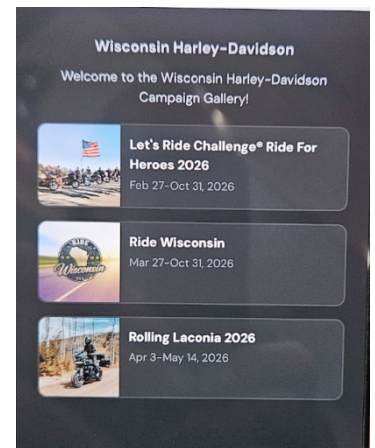 Wisconsin Harley-Davidson
Welcome to the Wisconsin Harley-Davidson
Campaign Gallery!
Let's Ride Challenge® Ride For
Heroes 2026
Feb 27-Oct 31, 2026
RIDE
Wisconsin
Ride Wisconsin
Mar 27-Oct 31, 2026
Rolling Laconia 2026
Apr 3-May 14, 2026